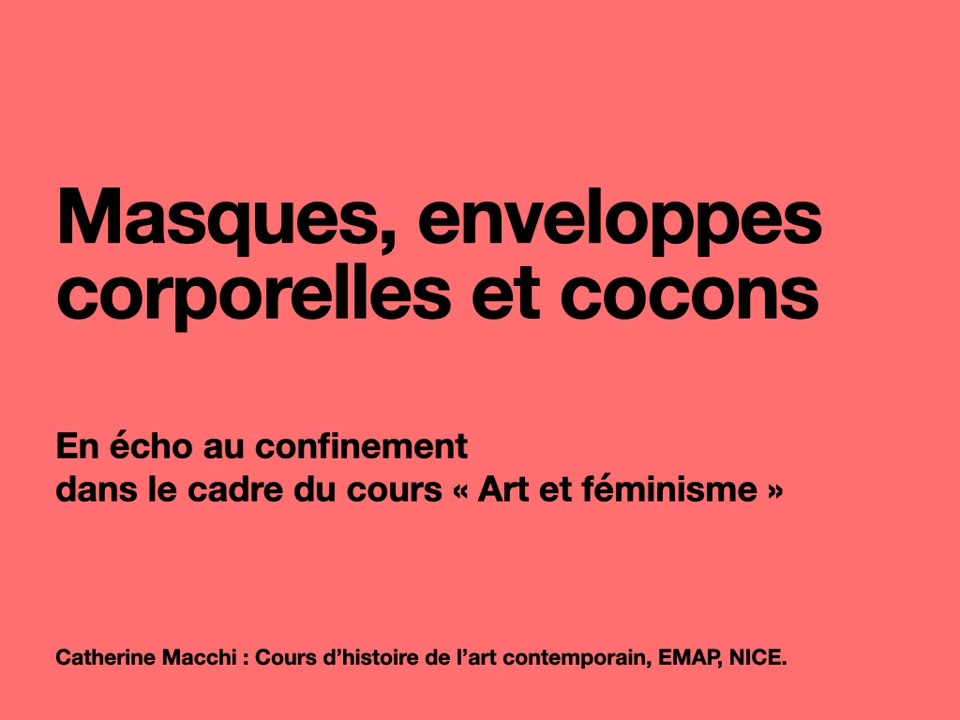 Masques, enveloppes
corporelles et cocons
En écho au confinement
dans le cadre du cours « Art et féminisme »
Catherine Macchi : Cours d’histoire de l’art contemporain, EMAP, NICE.